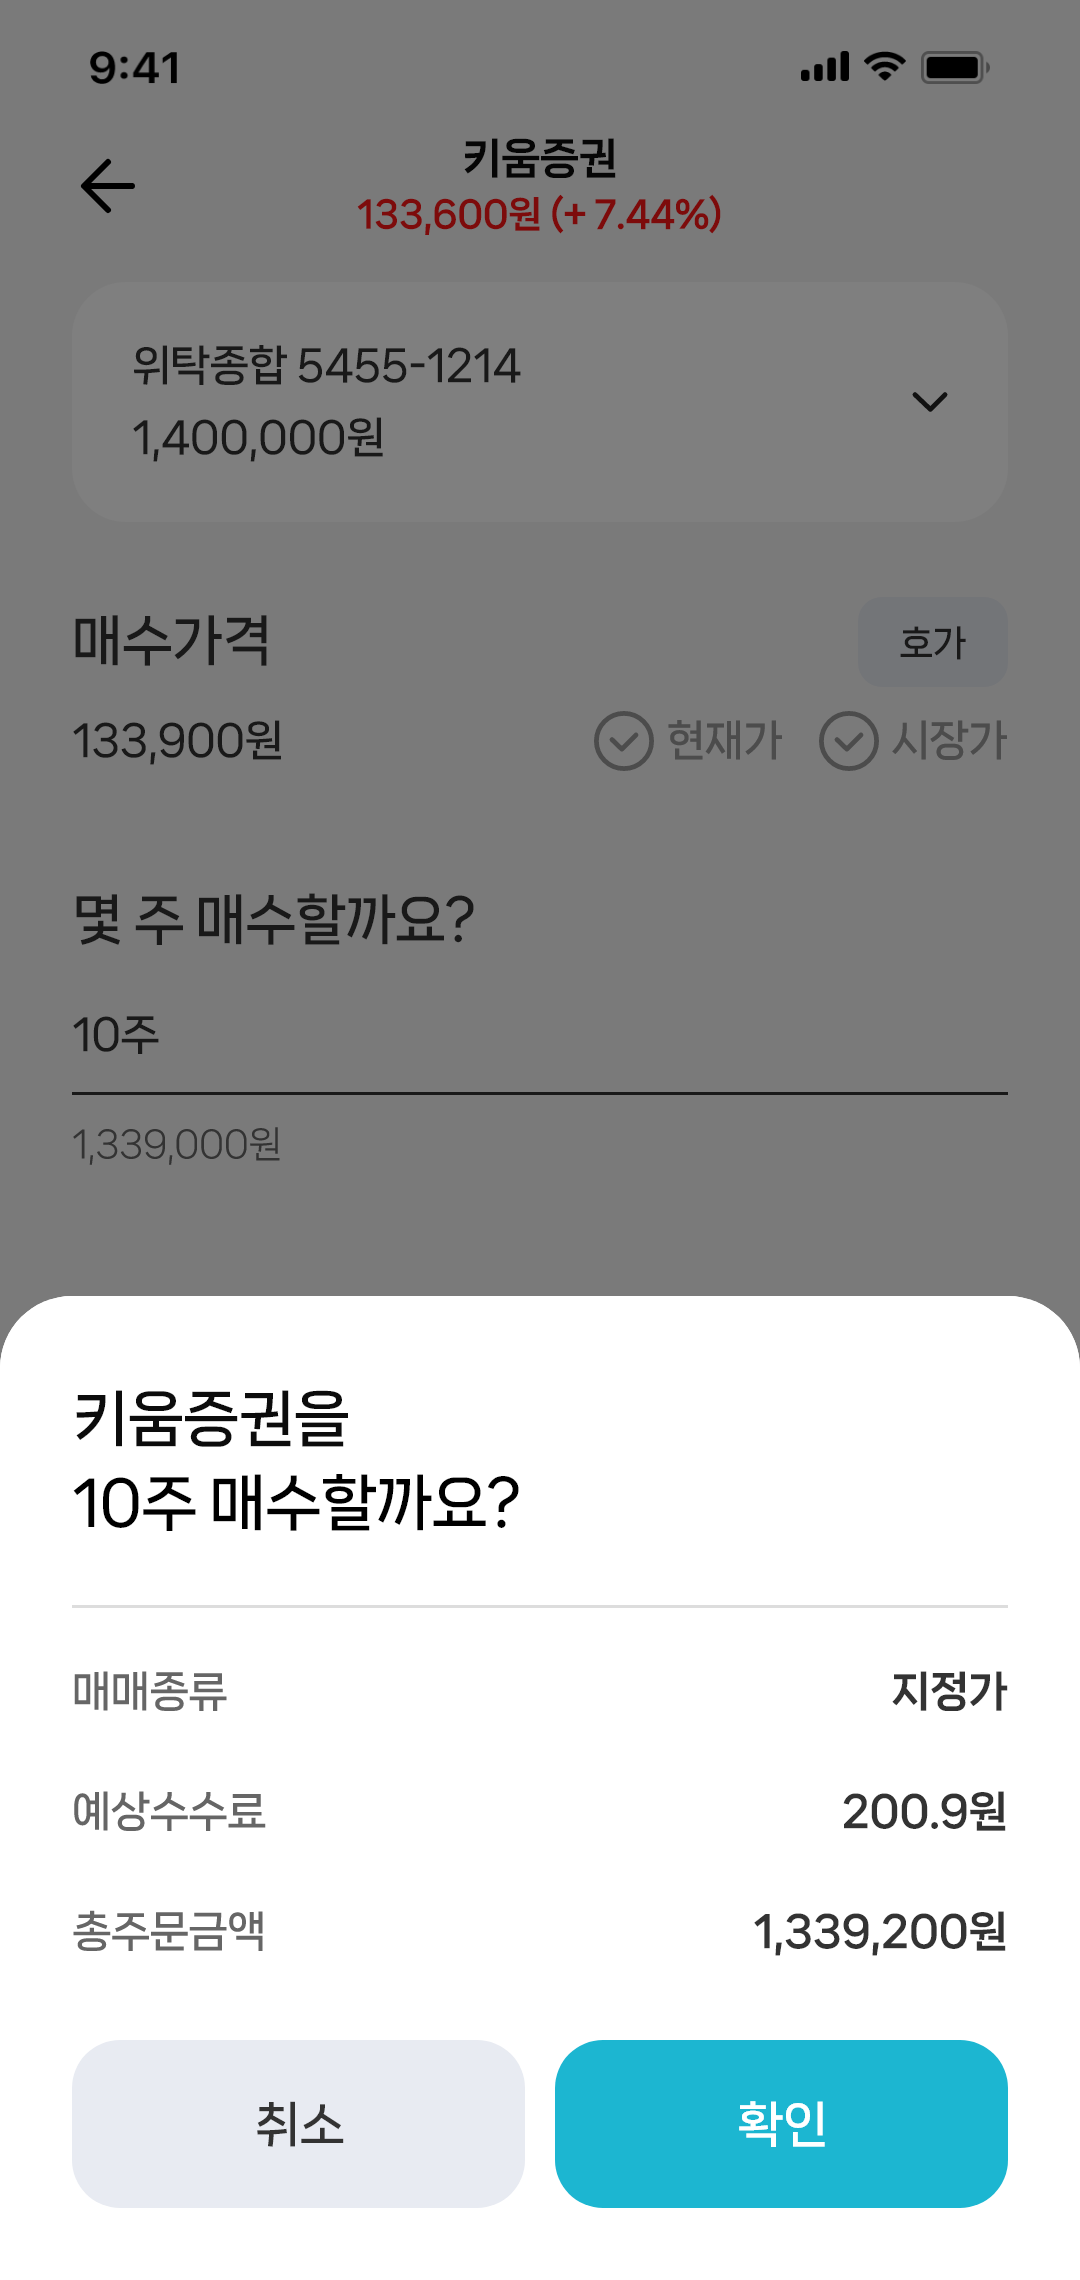 9:41
키움증권
133,600원 (+ 7.44%)
위탁종합 5455-1214
1,400,000원
매수가격
호가
133,900원
현재가
시장가
몇 주 매수할까요?
10주
1,339,000원
키움증권을
10주 매수할까요?
매매종류
지정가
예상수수료
200.9원
총주문금액
1,339,200원
취소
확인